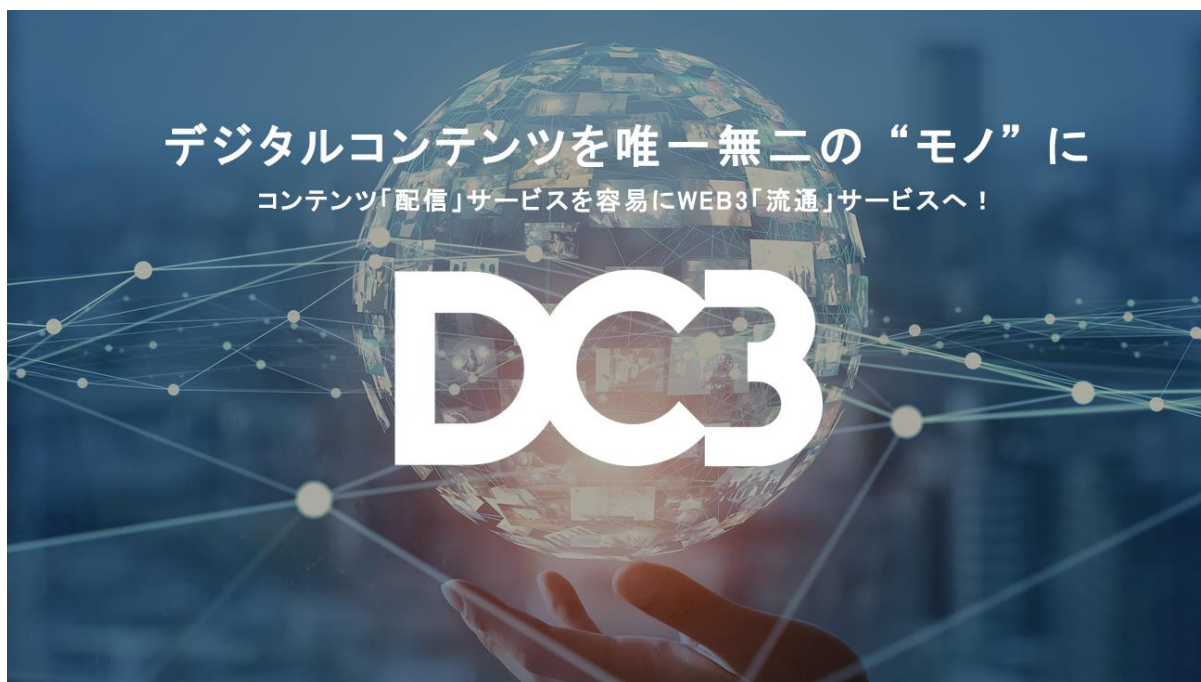 デジタルコンテンツを唯一無二の“モノ”に
コンテンツ「配信」サービスを容易にWEB3「流通」サービスへ！
DC3